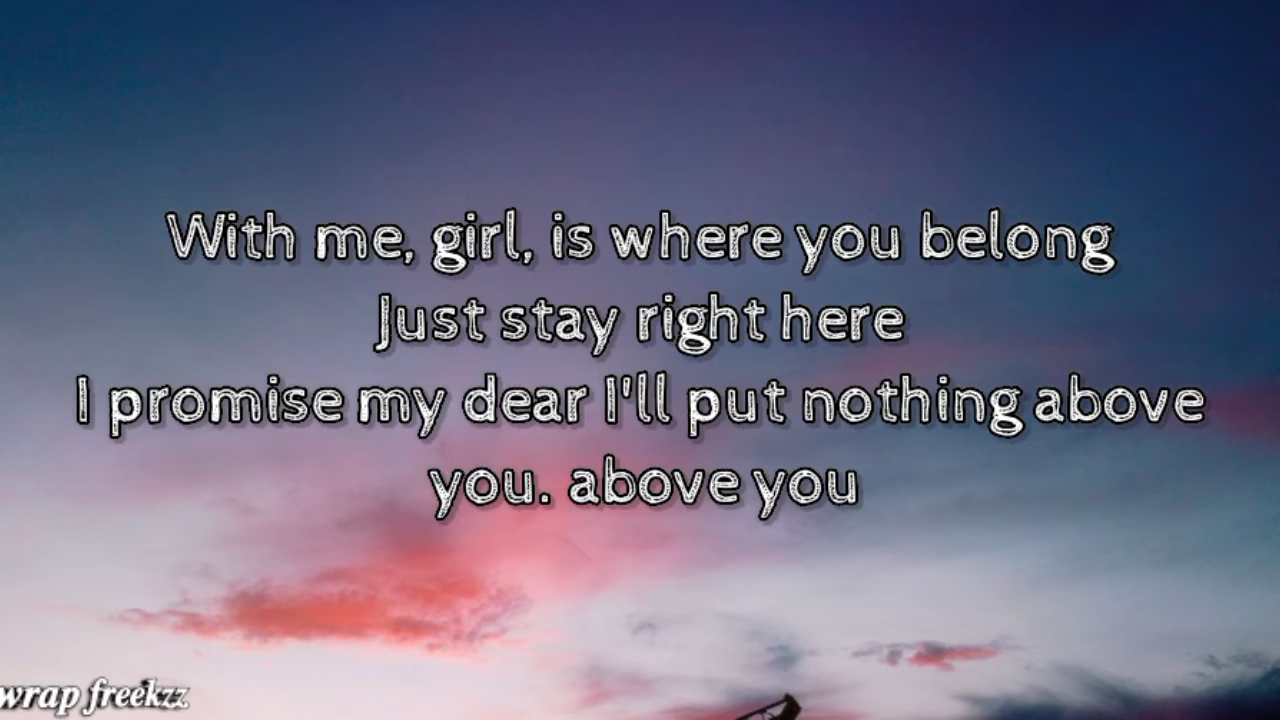 With me, girl, is where you belong
Just stay right here
I promise my dear I'll put nothing above
you. above you
wrap freekzz